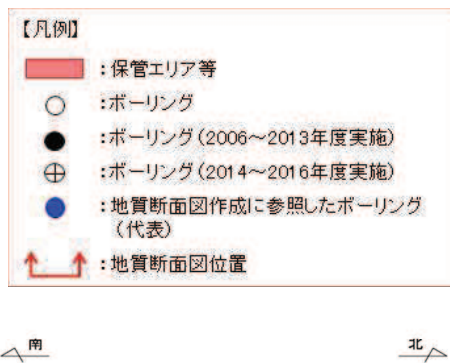 【凡例】
：保管エリア等
：ボーリング
：ボーリング（2006～2013年度実施）
：ボーリング（2014～2016年度実施）
：地質断面図作成に参照したボーリング
（代表）
：地質断面図位置
南 北